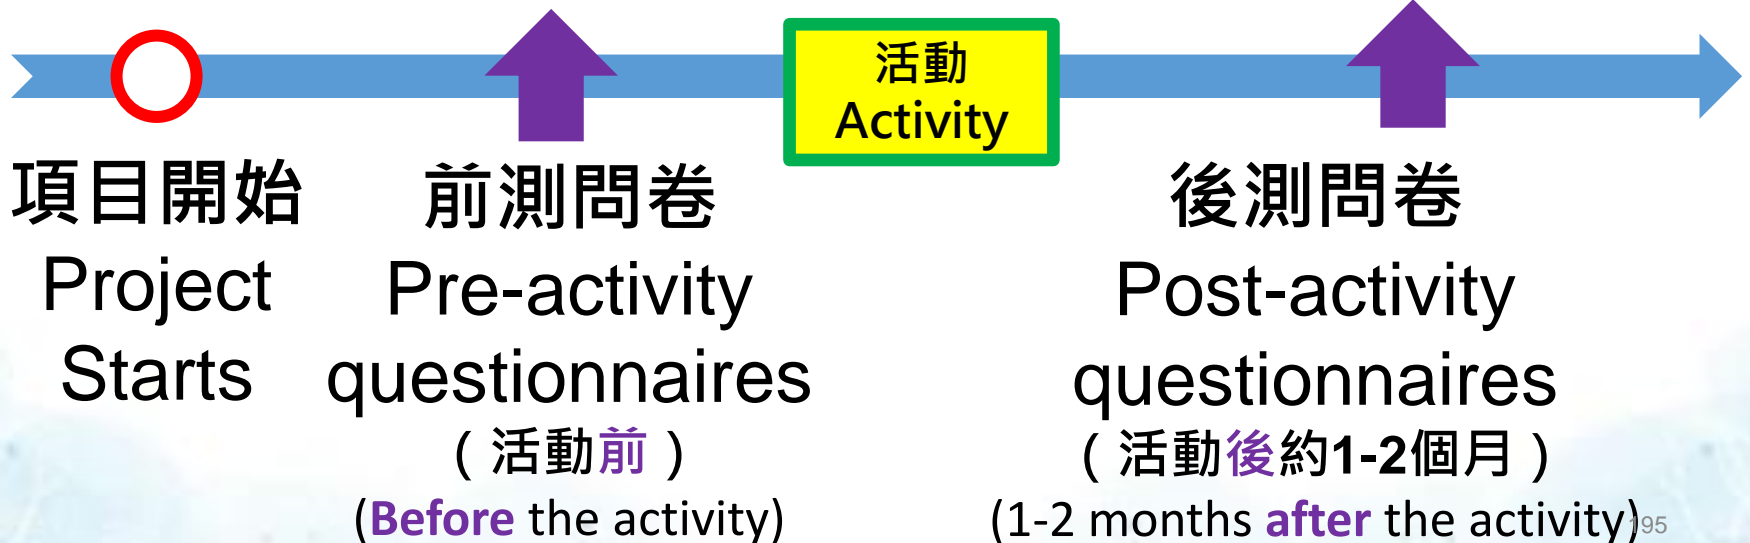 活動
Activity
項目開始
Project
Starts
前測問卷
Pre-activity
questionnaires
（活動前）
(Before the activity)
後測問卷
Post-activity
questionnaires
（活動後約1-2個月）
(1-2 months after the activity)
195